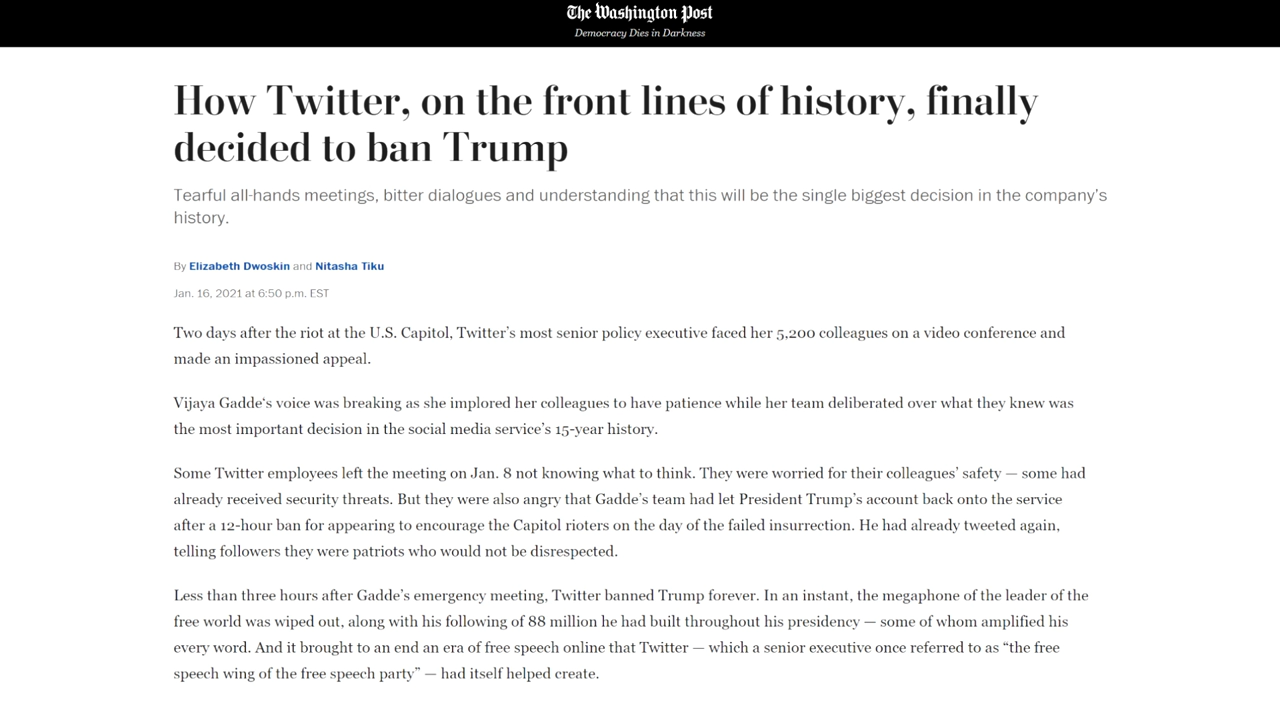 The Washington Post
Democracy Dies in Darkness
How Twitter, on the front lines of history, finally
decided to ban Trump
Tearful all-hands meetings, bitter dialogues and understanding that this will be the single biggest decision in the company’s
history.
By Elizabeth Dwoskin and Nitasha Tiku
Jan. 16, 2021 at 6:50 p.m. EST
Two days after the riot at the U.S. Capitol, Twitter’s most senior policy executive faced her 5,200 colleagues on a video conference and
made an impassioned appeal.
Vijaya Gadde‘s voice was breaking as she implored her colleagues to have patience while her team deliberated over what they knew was
the most important decision in the social media service’s 15-year history.
Some Twitter employees left the meeting on Jan. 8 not knowing what to think. They were worried for their colleagues’ safety — some had
already received security threats. But they were also angry that Gadde’s team had let President Trump’s account back onto the service
after a 12-hour ban for appearing to encourage the Capitol rioters on the day of the failed insurrection. He had already tweeted again,
telling followers they were patriots who would not be disrespected.
Less than three hours after Gadde’s emergency meeting, Twitter banned Trump forever. In an instant, the megaphone of the leader of the
free world was wiped out, along with his following of 88 million he had built throughout his presidency — some of whom amplified his
every word. And it brought to an end an era of free speech online that Twitter — which a senior executive once referred to as “the free
speech wing of the free speech party” — had itself helped create.